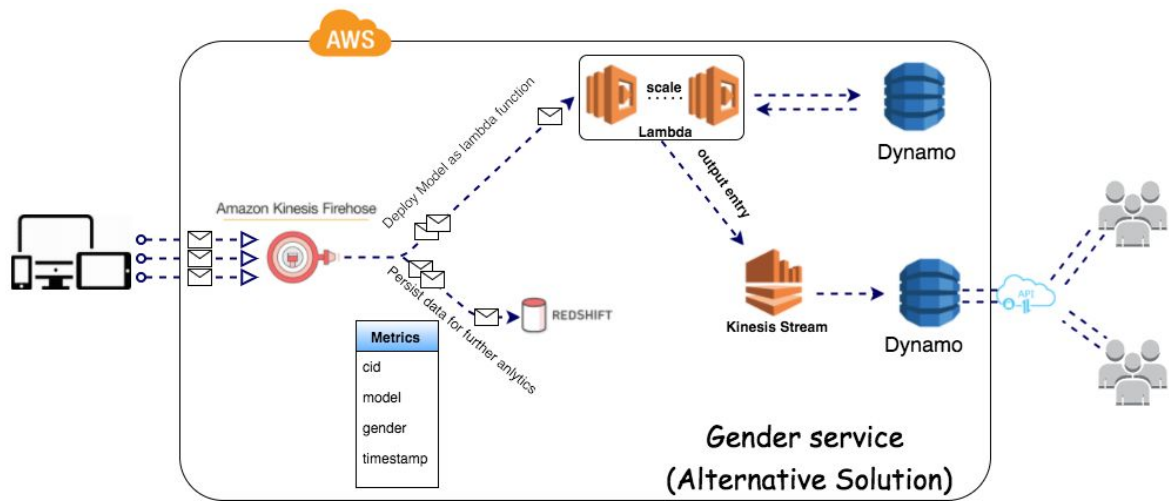 AWS
Deploy Model as lambda function
scale
.....
Lambda
Dynamo
output entry
Amazon Kinesis Firehose
Persist data for further anlytics
REDSHIFT
Kinesis Stream
Dynamo
API
Metrics
cid
model
gender
timestamp
Gender service
(Alternative Solution)